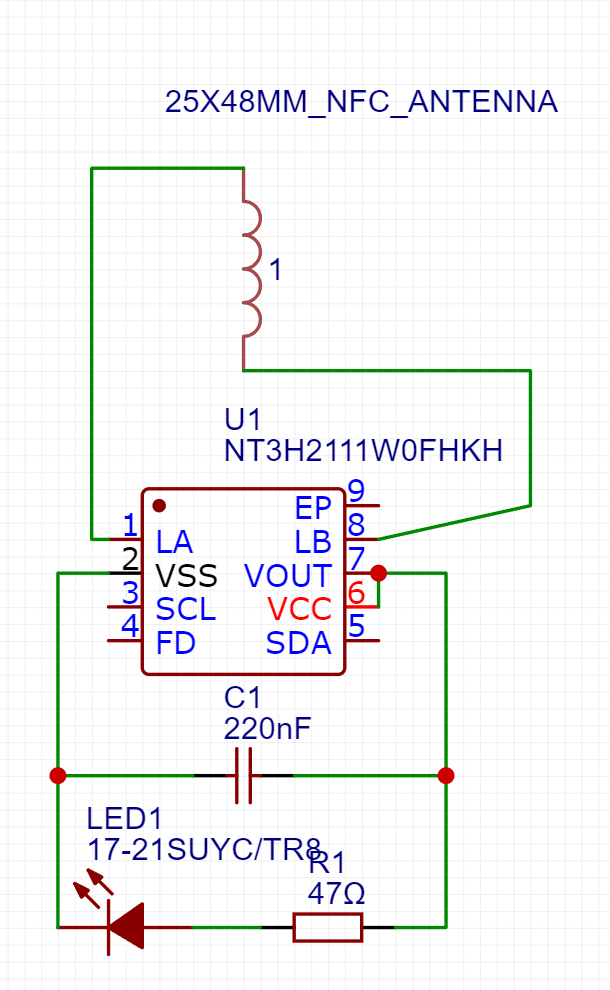 25X48MM_NFC_ANTENNA
1
U1
NT3H2111W0FHKH
1 LA
2 VSS
3 SCL
4 FD
EP 9
LB 8
VOUT 7
VCC 6
SDA 5
C1
220nF
LED1
17-21SUYC/TR8
R1
47Ω